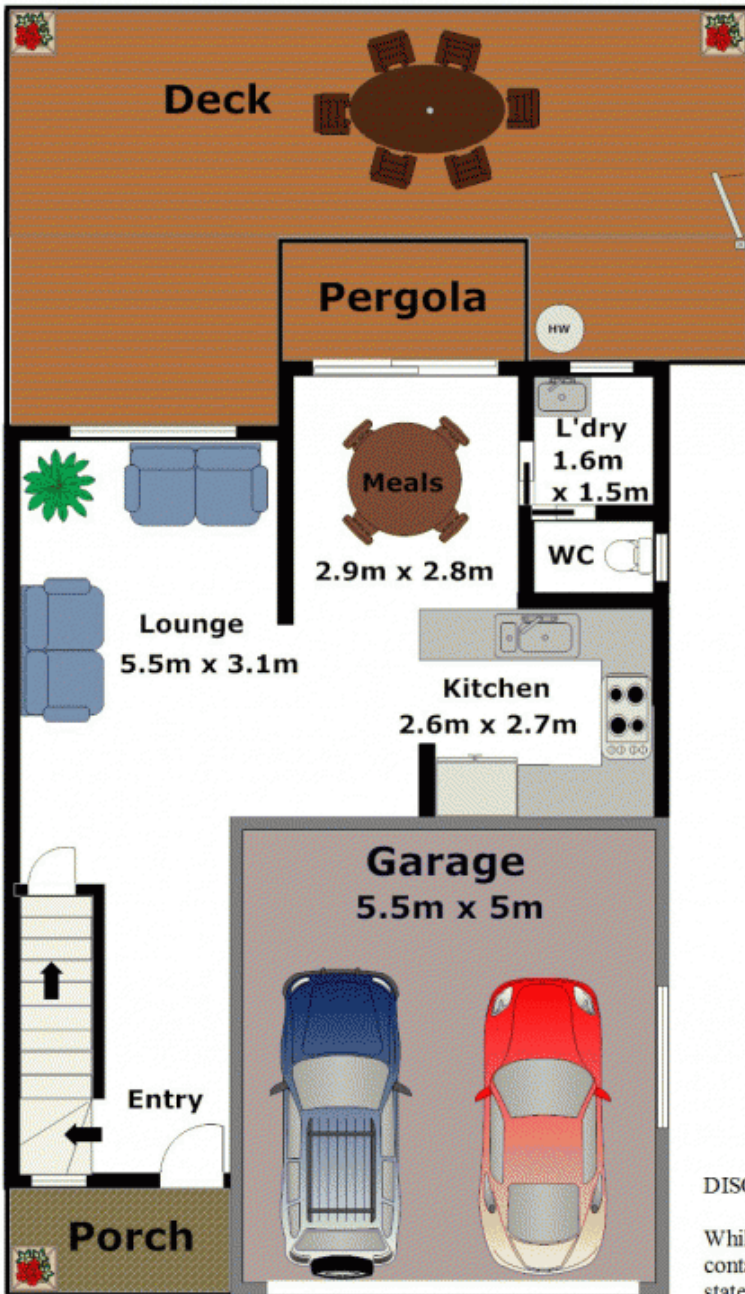 Deck
Pergola
HW
L'dry
1.6m
x 1.5m
Meals
2.9m x 2.8m
WC
Lounge
5.5m x 3.1m
Kitchen
2.6m x 2.7m
Garage
5.5m x 5m
Entry
Porch